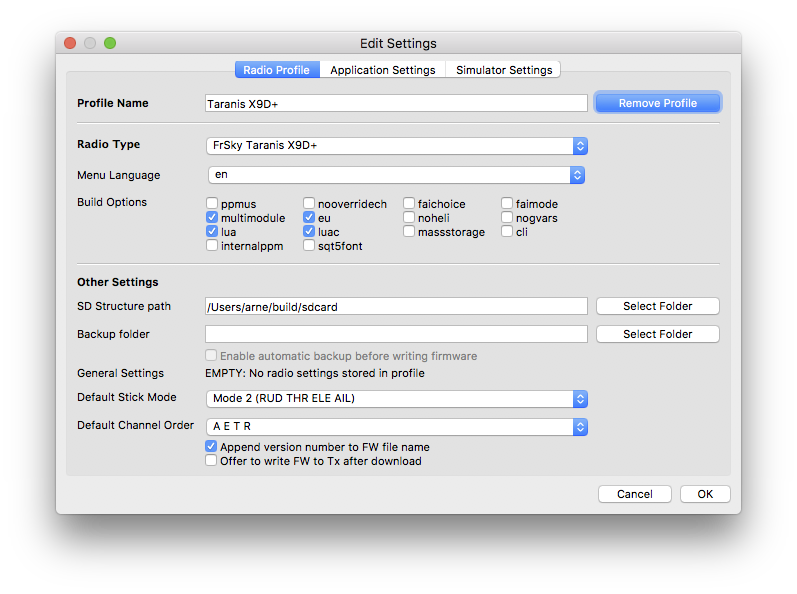 Edit Settings
Radio Profile Application Settings Simulator Settings
Profile Name Taranis X9D+ Remove Profile
Radio Type FrSky Taranis X9D+
Menu Language en
Build Options ppmus nooverridech faichoice faimode
multimodule eu noheli nogvars
lua luac massstorage cli
internalppm sqt5font
Other Settings
SD Structure path /Users/arne/build/sdcard Select Folder
Backup folder Select Folder
Enable automatic backup before writing firmware
General Settings EMPTY: No radio settings stored in profile
Default Stick Mode Mode 2 (RUD THR ELE AIL)
Default Channel Order A E T R
Append version number to FW file name
Offer to write FW to Tx after download
Cancel OK